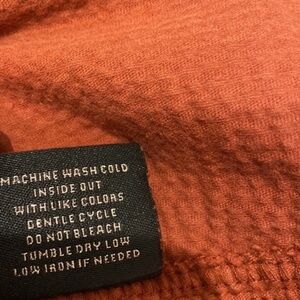 MACHINE WASH COLD
INSIDE OUT
WITH LIKE COLORS
GENTLE CYCLE
DO NOT BLEACH
TUMBLE DRY LOW
LOW IRON IF NEEDED